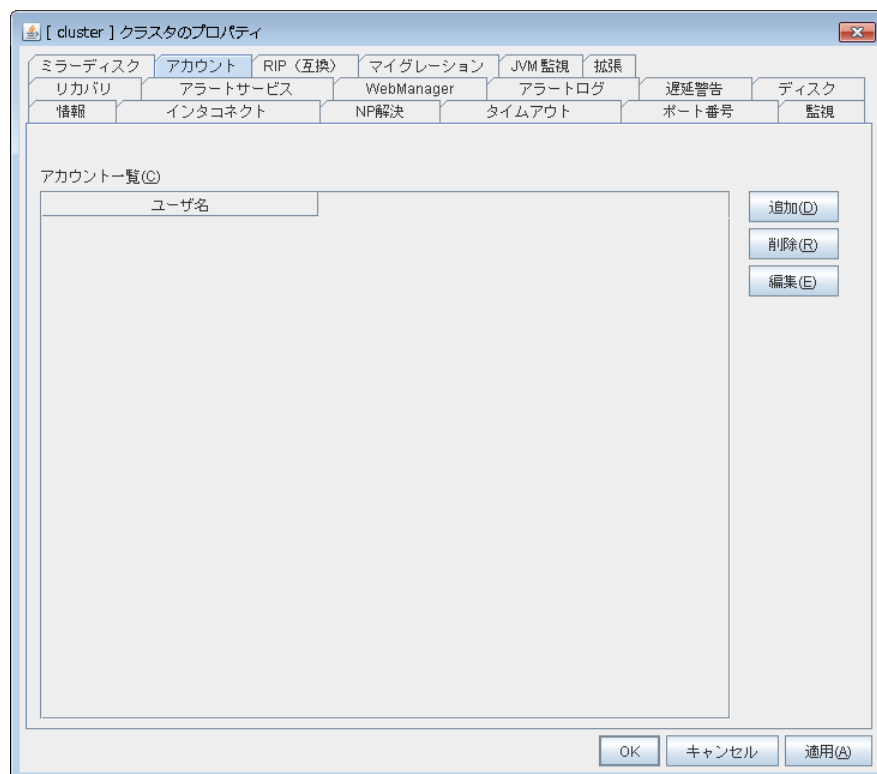 [ cluster ] クラスタのプロパティ
ミラーディスク アカウント RIP（互換） マイグレーション JVM 監視 拡張
リカバリ アラートサービス WebManager アラートログ 遅延警告 ディスク
情報 インタコネクト NP解決 タイムアウト ポート番号 監視
アカウント一覧(C)
ユーザ名
追加(D)
削除(R)
編集(E)
OK キャンセル 適用(A)